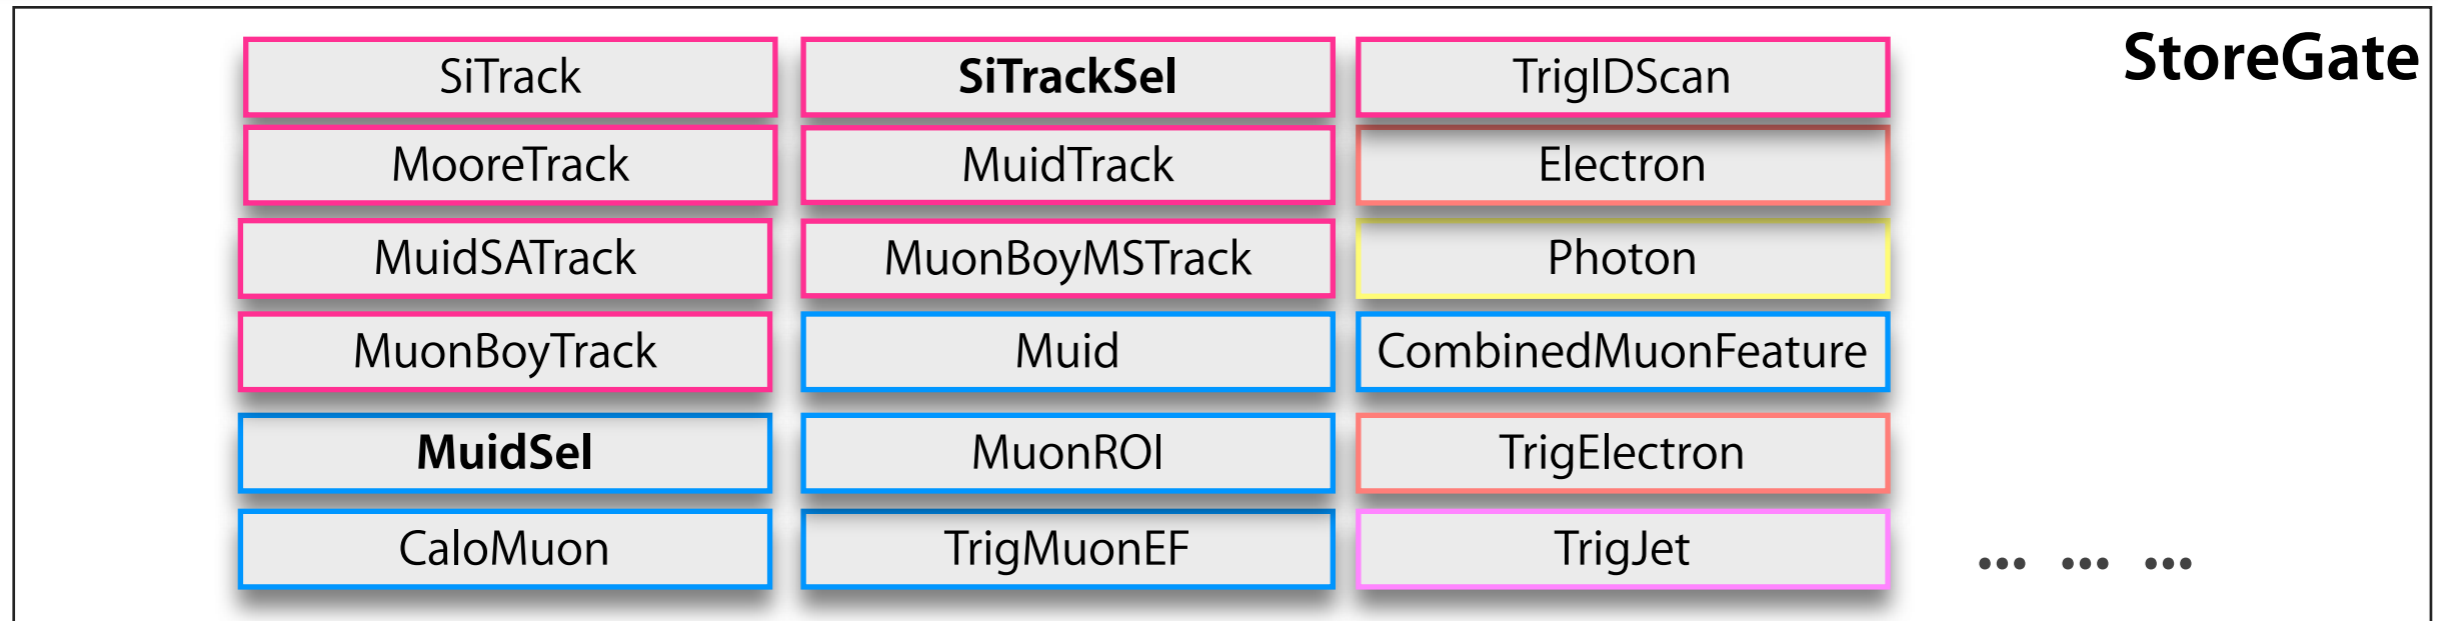 StoreGate
SiTrack
SiTrackSel
TrigIDScan
MooreTrack
MuidTrack
Electron
MuidSATrack
MuonBoyMSTrack
Photon
MuonBoyTrack
Muid
CombinedMuonFeature
MuidSel
MuonROI
TrigElectron
CaloMuon
TrigMuonEF
TrigJet
... ... ...